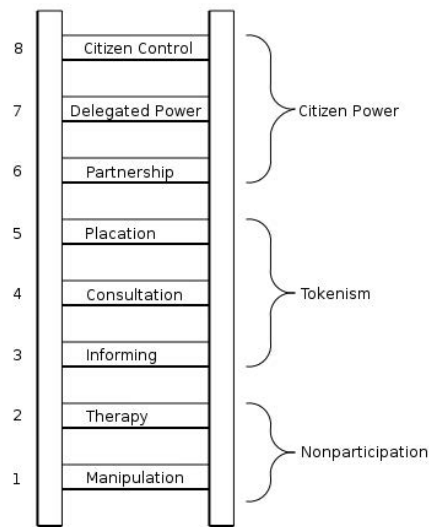 8 Citizen Control
7 Delegated Power
Citizen Power
6 Partnership
5 Placation
4 Consultation
Tokenism
3 Informing
2 Therapy
Nonparticipation
1 Manipulation